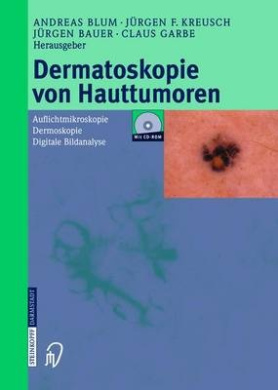 ANDREAS BLUM · JÜRGEN F. KREUSCH
JÜRGEN BAUER · CLAUS GARBE
Herausgeber
Dermatoskopie
von Hauttumoren
Auflichtmikroskopie
Dermoskopie
Digitale Bildanalyse
Mit CD-ROM
STEINKOPFF
DARMSTADT